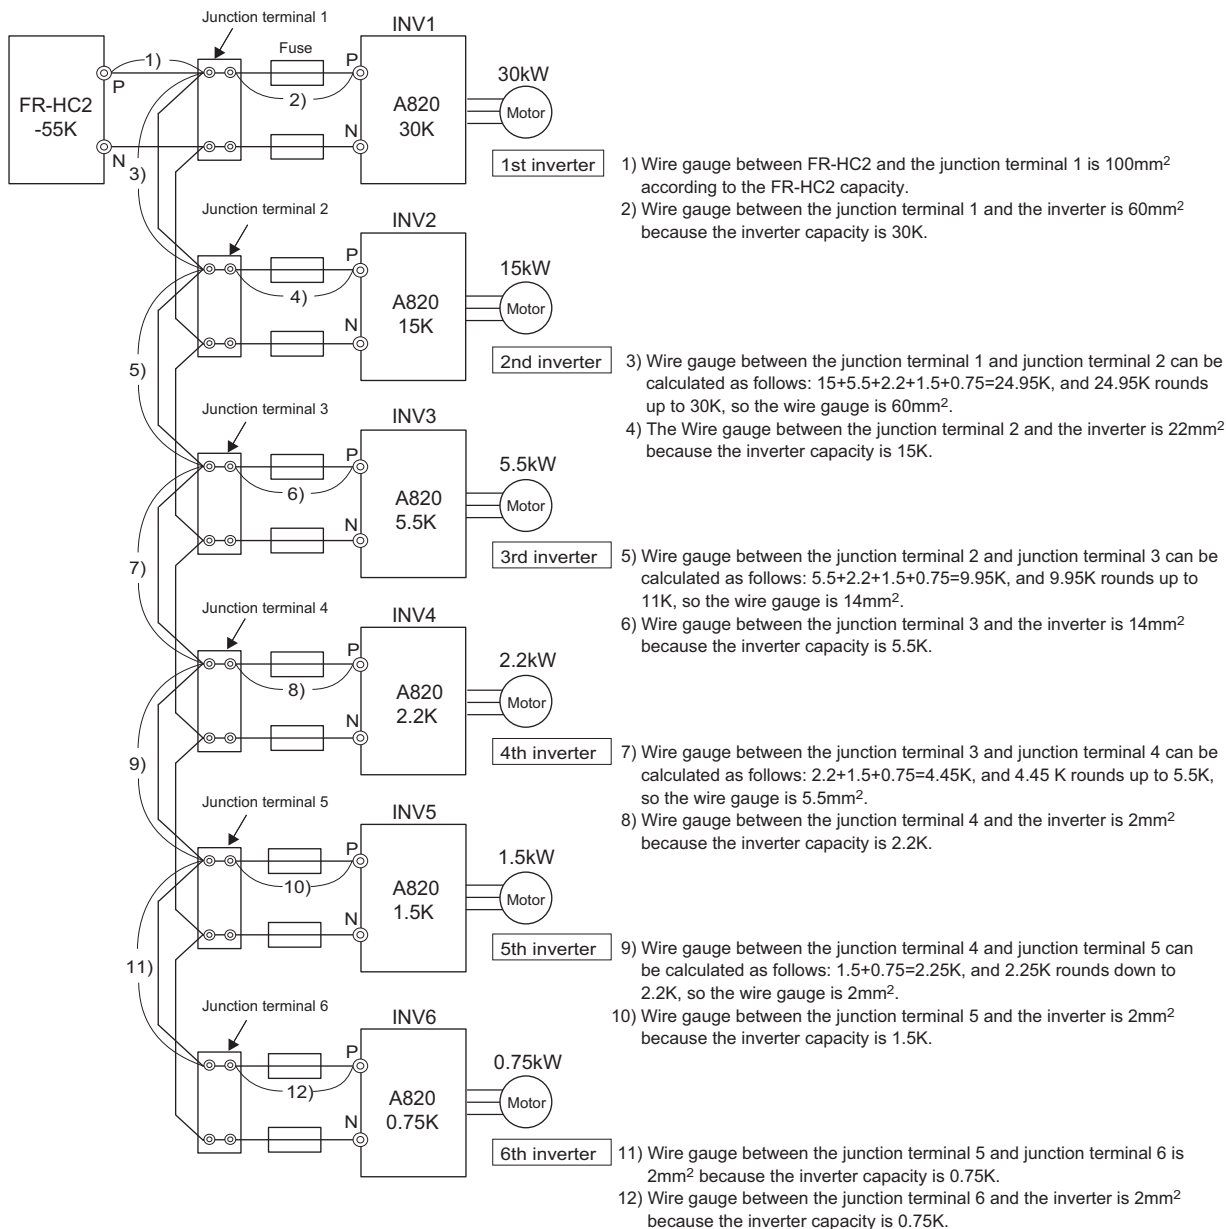 Junction terminal 1
INV1
Fuse
1)
P
P
2)
FR-HC2
-55K
A820
30K
30kW
Motor
N
N
3)
1st inverter
1) Wire gauge between FR-HC2 and the junction terminal 1 is 100mm2
according to the FR-HC2 capacity.
2) Wire gauge between the junction terminal 1 and the inverter is 60mm2
because the inverter capacity is 30K.
Junction terminal 2
INV2
P
4)
A820
15K
15kW
Motor
N
5)
2nd inverter
3) Wire gauge between the junction terminal 1 and junction terminal 2 can be
calculated as follows: 15+5.5+2.2+1.5+0.75=24.95K, and 24.95K rounds
up to 30K, so the wire gauge is 60mm2.
4) The Wire gauge between the junction terminal 2 and the inverter is 22mm2
because the inverter capacity is 15K.
Junction terminal 3
INV3
P
6)
A820
5.5K
5.5kW
Motor
N
7)
3rd inverter
5) Wire gauge between the junction terminal 2 and junction terminal 3 can be
calculated as follows: 5.5+2.2+1.5+0.75=9.95K, and 9.95K rounds up to
11K, so the wire gauge is 14mm2.
6) Wire gauge between the junction terminal 3 and the inverter is 14mm2
because the inverter capacity is 5.5K.
Junction terminal 4
INV4
P
8)
A820
2.2K
2.2kW
Motor
N
9)
4th inverter
7) Wire gauge between the junction terminal 3 and junction terminal 4 can be
calculated as follows: 2.2+1.5+0.75=4.45K, and 4.45 K rounds up to 5.5K,
so the wire gauge is 5.5mm2.
8) Wire gauge between the junction terminal 4 and the inverter is 2mm2
because the inverter capacity is 2.2K.
Junction terminal 5
INV5
P
10)
A820
1.5K
1.5kW
Motor
N
11)
5th inverter
9) Wire gauge between the junction terminal 4 and junction terminal 5 can
be calculated as follows: 1.5+0.75=2.25K, and 2.25K rounds down to
2.2K, so the wire gauge is 2mm2.
10) Wire gauge between the junction terminal 5 and the inverter is 2mm2
because the inverter capacity is 1.5K.
Junction terminal 6
INV6
P
12)
A820
0.75K
0.75kW
Motor
N
6th inverter
11) Wire gauge between the junction terminal 5 and junction terminal 6 is
2mm2 because the inverter capacity is 0.75K.
12) Wire gauge between the junction terminal 6 and the inverter is 2mm2
because the inverter capacity is 0.75K.